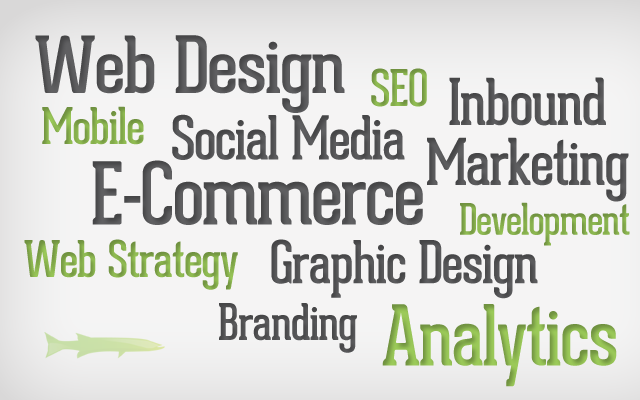 Web Design
SEO
Inbound
Marketing
Mobile
Social Media
E-Commerce
Development
Web Strategy
Graphic Design
Branding
Analytics